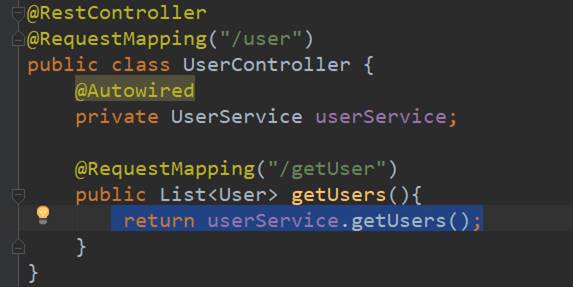 @RestController
@RequestMapping("/user")
public class UserController {
    @Autowired
    private UserService userService;
    @RequestMapping("/getUser")
    public List<User> getUsers(){
        return userService.getUsers();
    }
}